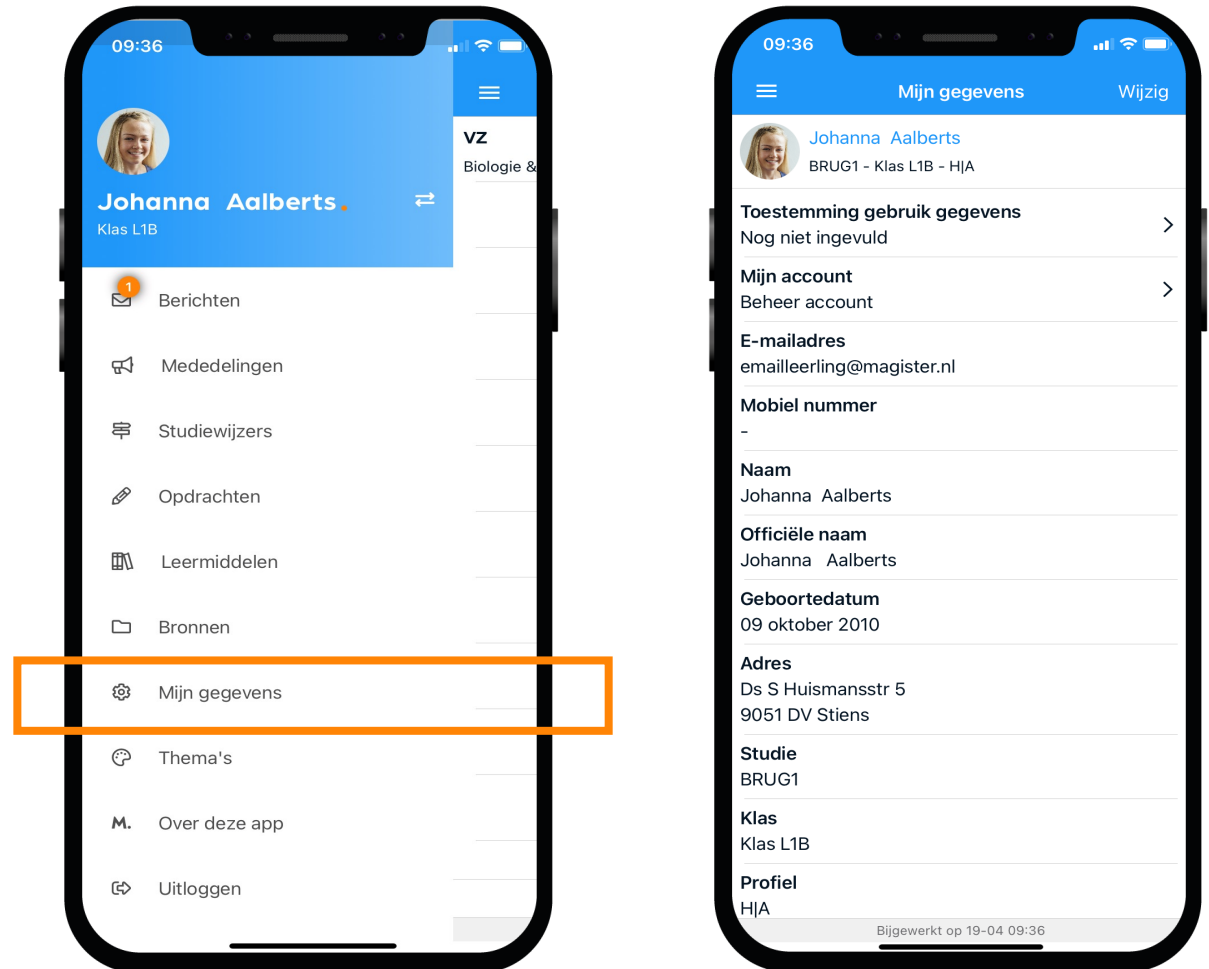 09:36
VZ
Biologie &
Johanna Aalberts.
Klas L1B
1
Berichten
Mededelingen
Studiewijzers
Opdrachten
Leermiddelen
Bronnen
Mijn gegevens
Thema's
M. Over deze app
Uitloggen
09:36
Mijn gegevens Wijzig
Johanna Aalberts
BRUG1 - Klas L1B - H|A
Toestemming gebruik gegevens
Nog niet ingevuld
Mijn account
Beheer account
E-mailadres
emailleerling@magister.nl
Mobiel nummer
-
Naam
Johanna Aalberts
Officiële naam
Johanna Aalberts
Geboortedatum
09 oktober 2010
Adres
Ds S Huismansstr 5
9051 DV Stiens
Studie
BRUG1
Klas
Klas L1B
Profiel
H|A
Bijgewerkt op 19-04 09:36